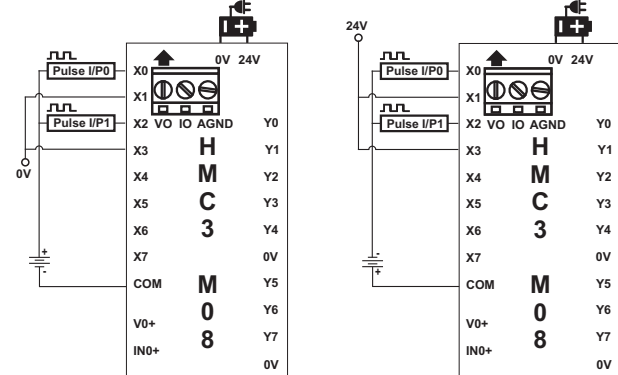 0V 24V
Pulse I/P0 X0
X1
Pulse I/P1 X2 VO IO AGND Y0
X3 H Y1
0V
X4 M Y2
X5 C Y3
X6 3 Y4
+
X7 0V
-
COM M Y5
0 Y6
V0+
8 Y7
IN0+
0V
24V
0V 24V
Pulse I/P0 X0
X1
Pulse I/P1 X2 VO IO AGND Y0
X3 H Y1
X4 M Y2
X5 C Y3
X6 3 Y4
-
X7 0V
+
COM M Y5
0 Y6
V0+
8 Y7
IN0+
0V